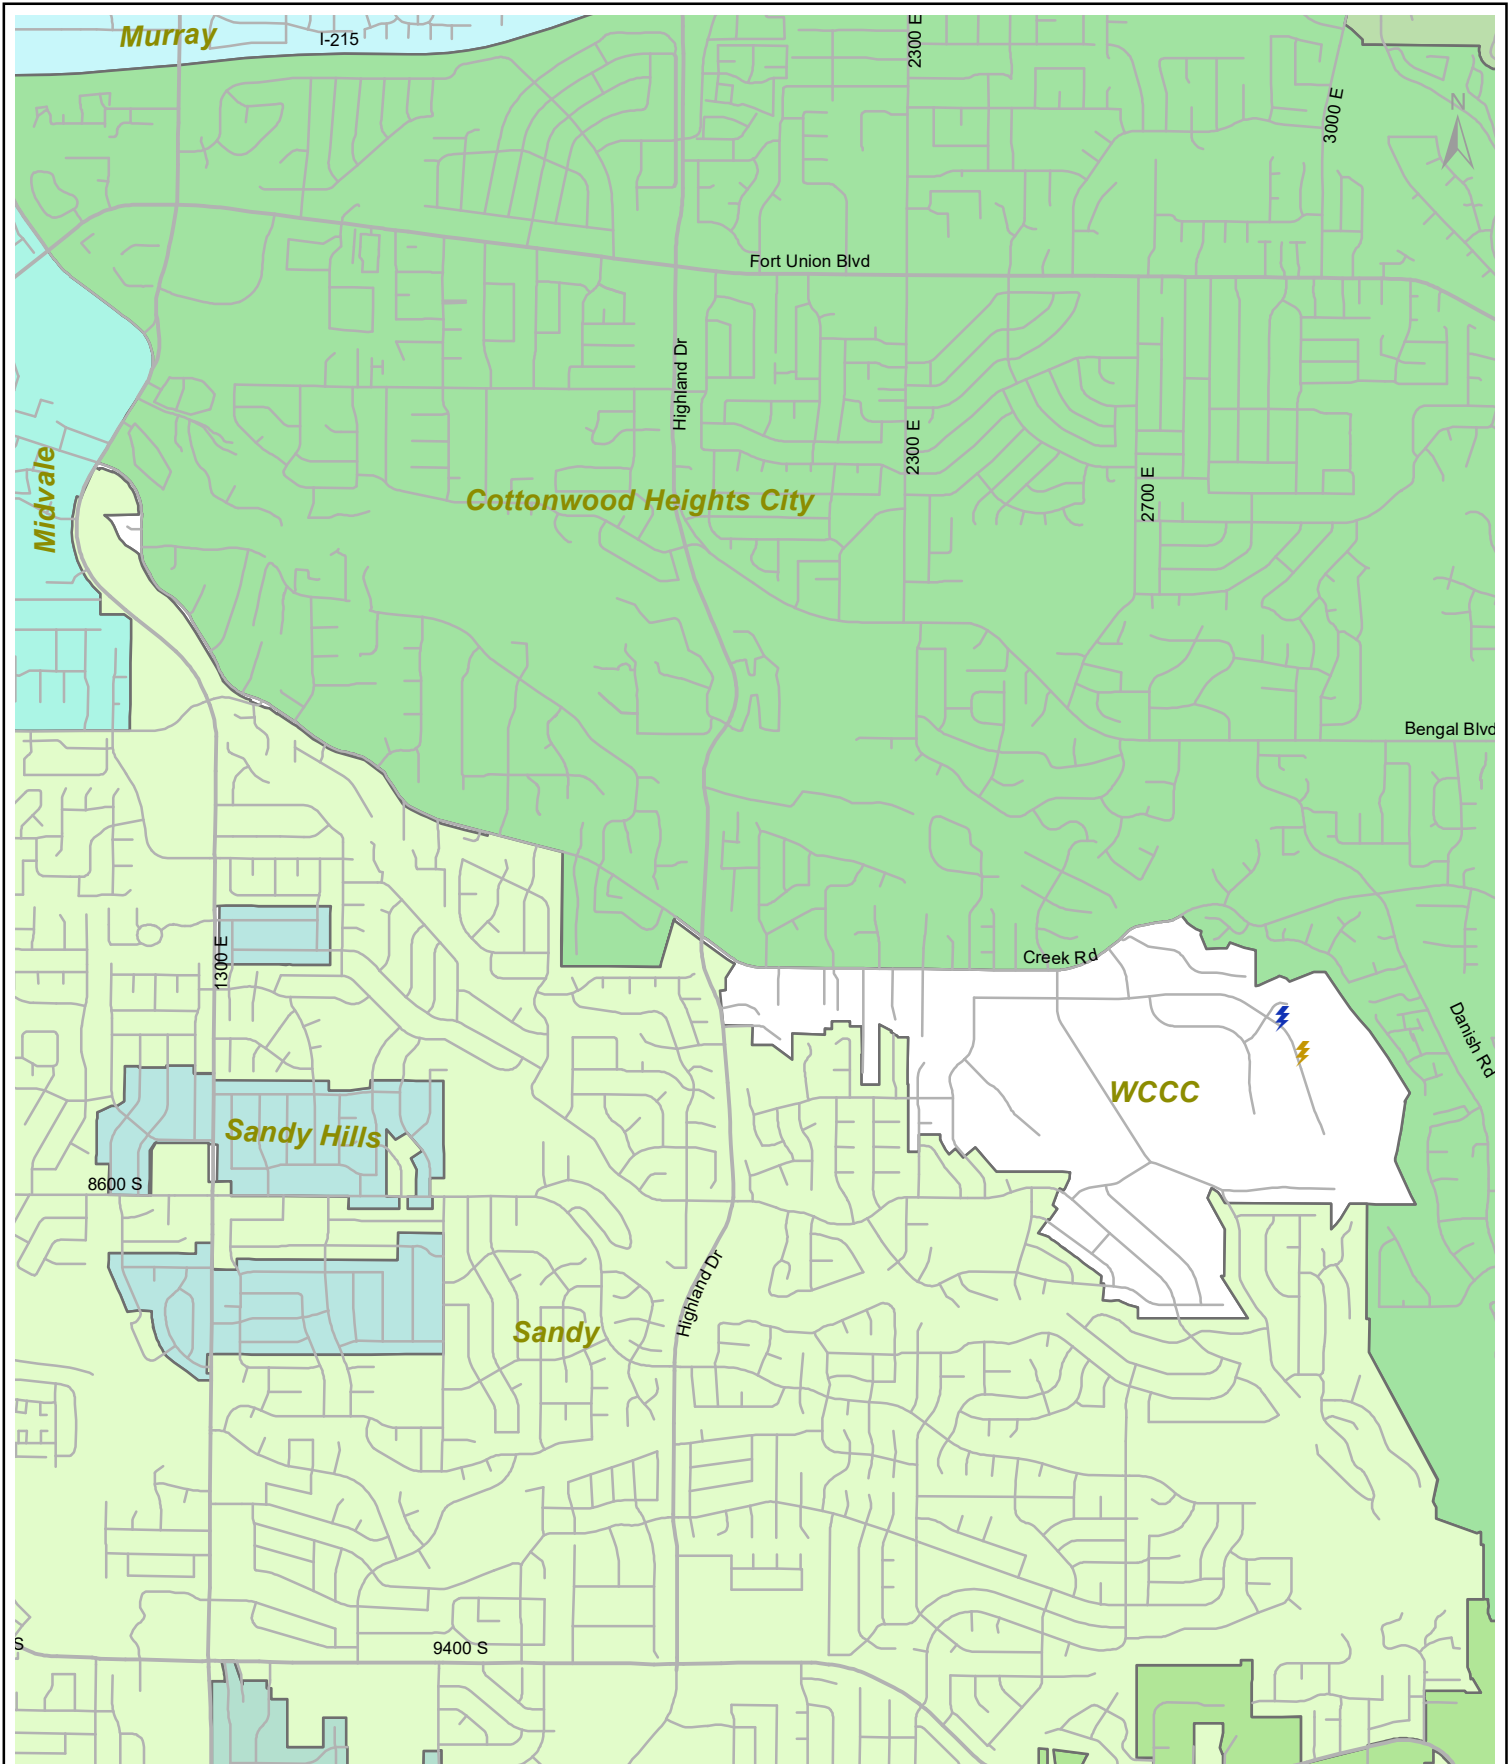 Murray
I-215
2300 E
3000 E
N
Fort Union Blvd
Highland Dr
2300 E
Midvale
2700 E
Cottonwood Heights City
Bengal Blvd
1300 E
Creek Rd
Danish Rd
WCCC
Sandy Hills
8600 S
Highland Dr
Sandy
S
9400 S